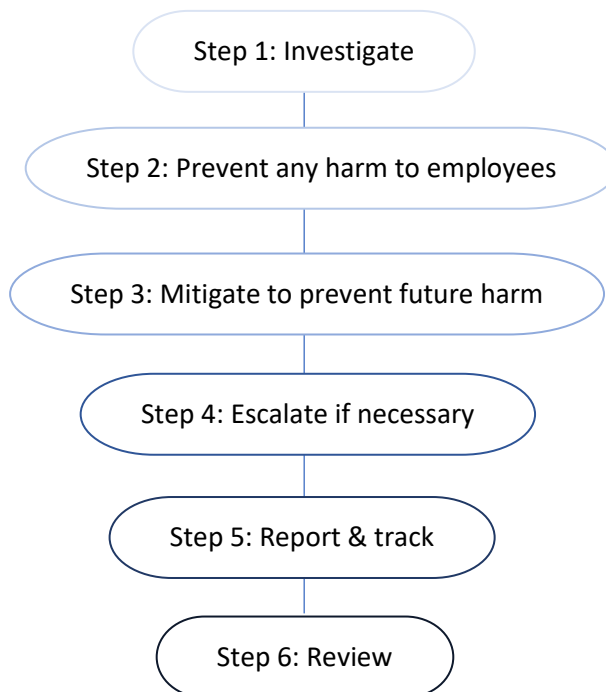 Step 1: Investigate
Step 2: Prevent any harm to employees
Step 3: Mitigate to prevent future harm
Step 4: Escalate if necessary
Step 5: Report & track
Step 6: Review